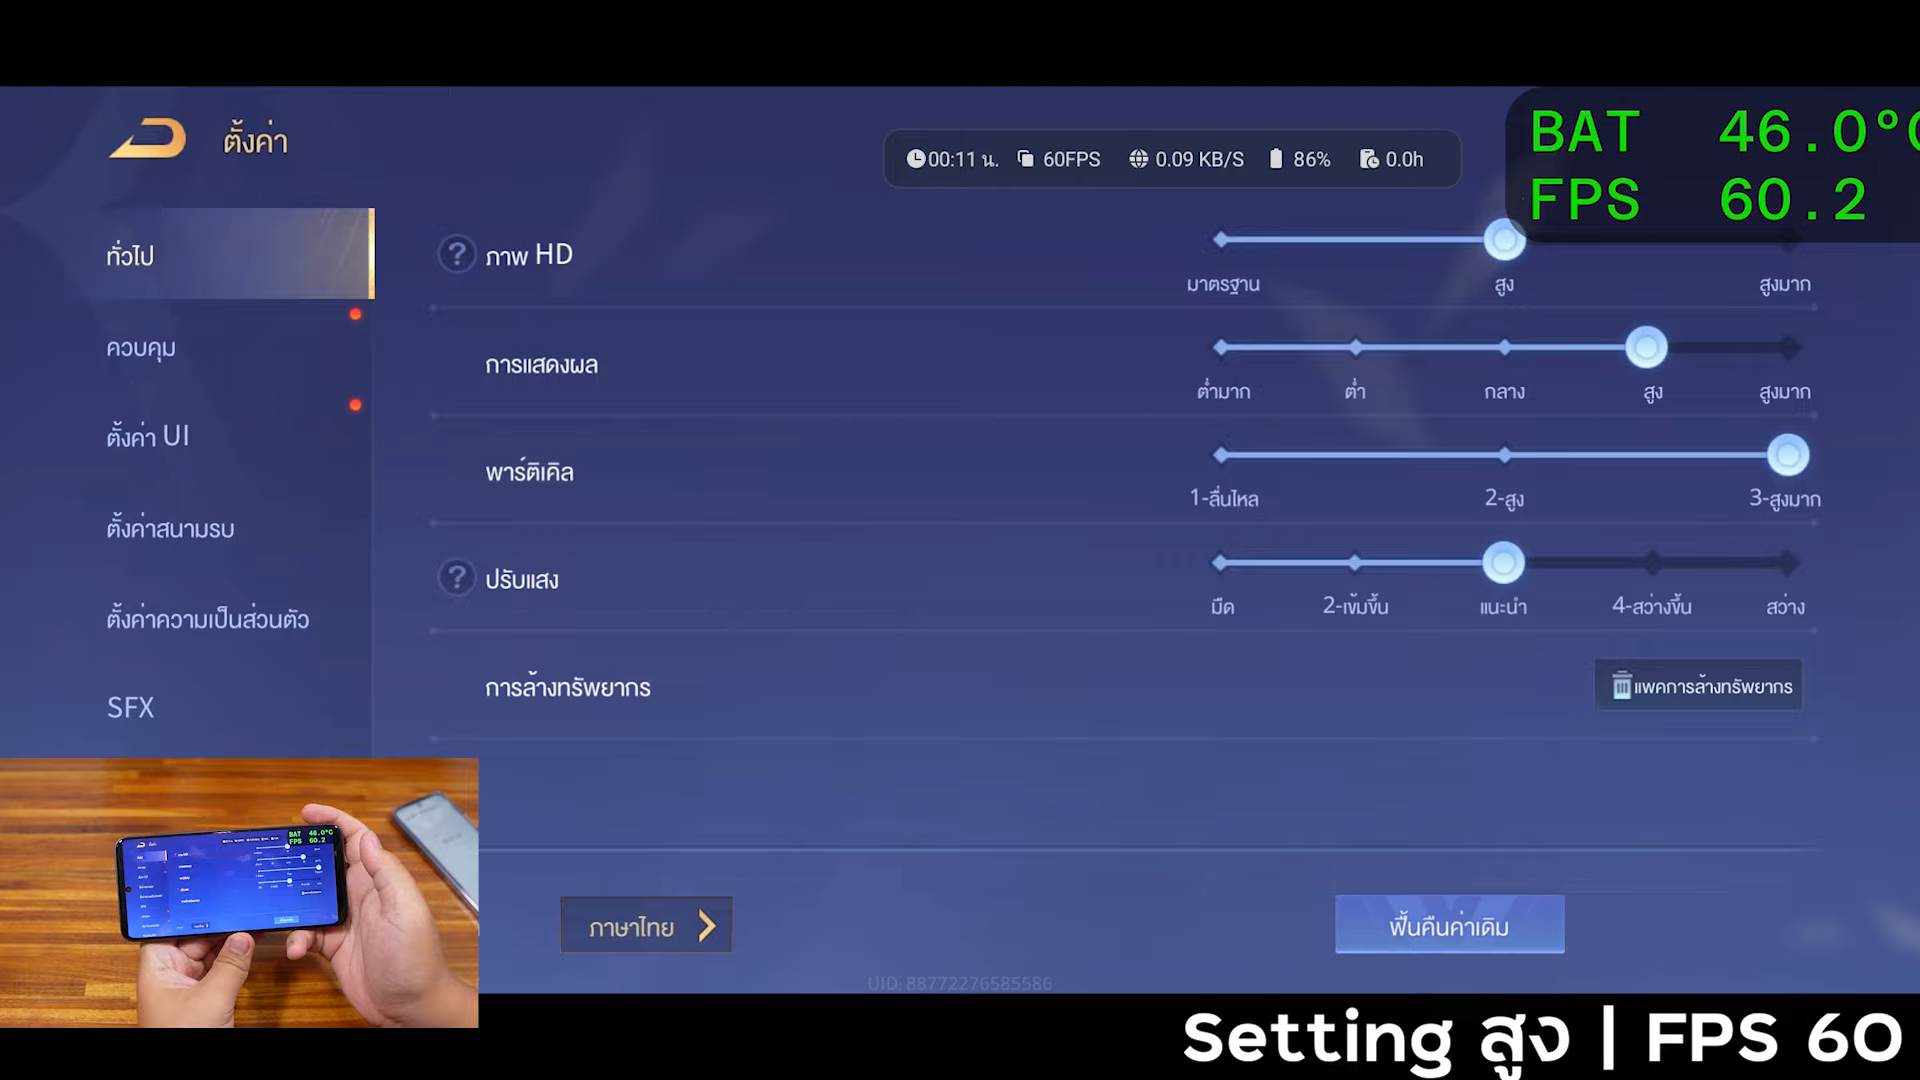 ตั้งค่า
00:11 น. 60FPS 0.09 KB/S 86% 0.0h
BAT 46.0°C
FPS 60.2
ทั่วไป
ควบคุม
ตั้งค่า UI
ตั้งค่าสนามรบ
ตั้งค่าความเป็นส่วนตัว
SFX
? ภาพ HD
มาตรฐาน สูง สูงมาก
การแสดงผล
ต่ำมาก ต่ำ กลาง สูง สูงมาก
พาร์ติเคิล
1-ลื่นไหล 2-สูง 3-สูงมาก
? ปรับแสง
มืด 2-เข้มขึ้น แนะนำ 4-สว่างขึ้น สว่าง
การล้างทรัพยากร
แพคการล้างทรัพยากร
BAT 46.0°C
FPS 60.2
ภาษาไทย
ฟื้นคืนค่าเดิม
UID: 88772276585586
Setting สูง | FPS 60